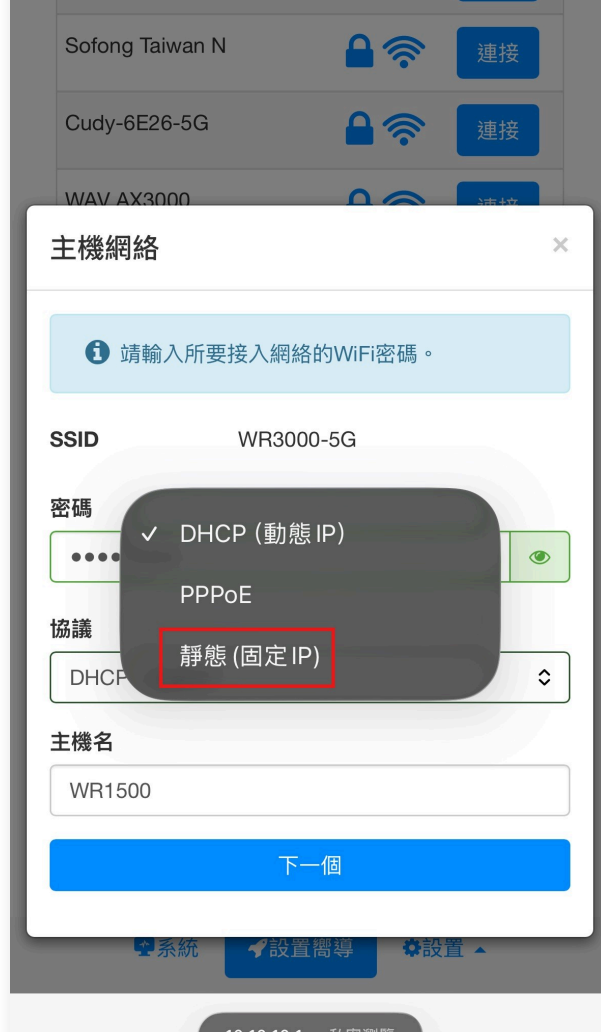 Sofong Taiwan N
連接
Cudy-6E26-5G
連接
WAV AX3000
連接
主機網絡
×
請輸入所要接入網絡的WiFi密碼。
SSID
WR3000-5G
密碼
✓ DHCP (動態 IP)
PPPoE
靜態 (固定 IP)
協議
DHCP
主機名
WR1500
下一個
系統
設置嚮導
設置